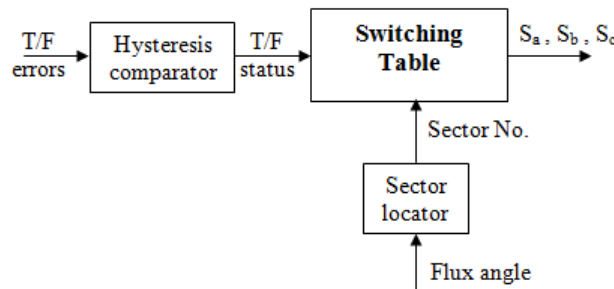 T/F
errors
Hysteresis
comparator
T/F
status
Switching
Table
Sa , Sb , Sc
Sector No.
Sector
locator
Flux angle